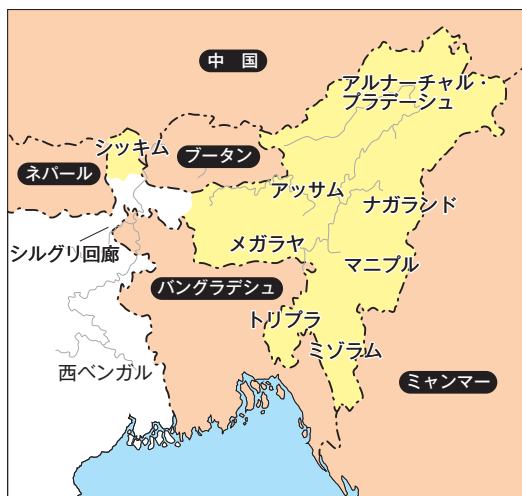 中 国
アルナーチャル・
プラデーシュ
シッキム
ブータン
ネパール
アッサム
ナガランド
シルグリ回廊
メガラヤ
マニプル
バングラデシュ
トリプラ
ミゾラム
西ベンガル
ミャンマー